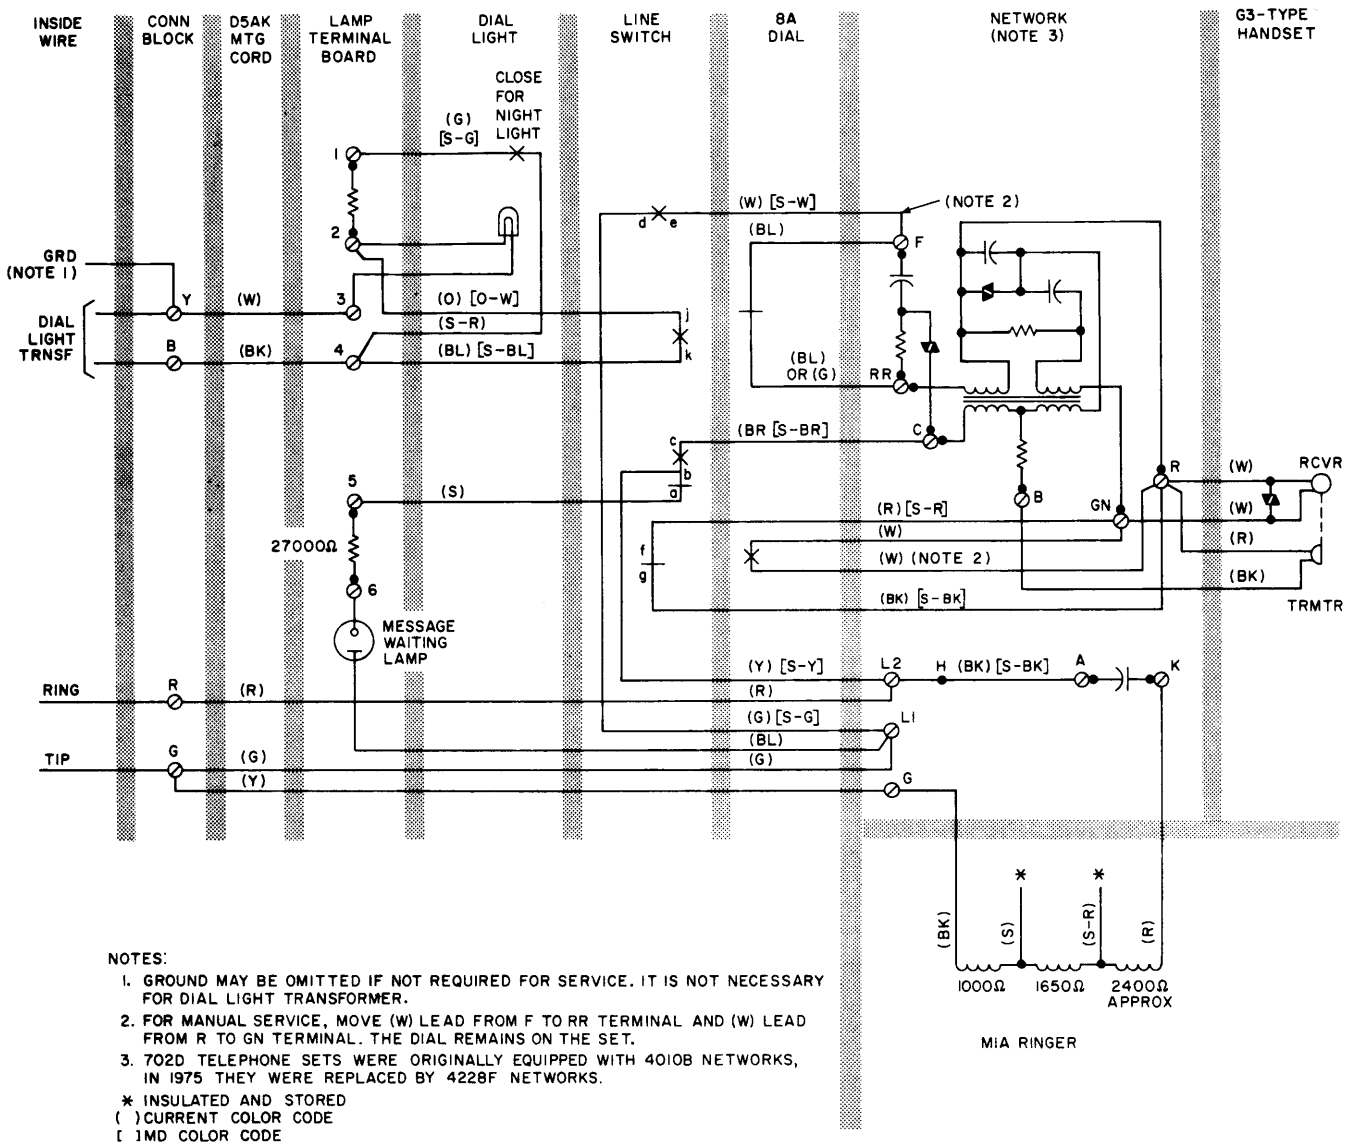 INSIDE
WIRE
CONN
BLOCK
D5AK
MTG
CORD
LAMP
TERMINAL
BOARD
DIAL
LIGHT
LINE
SWITCH
8A
DIAL
NETWORK
(NOTE 3)
G3-TYPE
HANDSET
CLOSE
FOR
NIGHT
LIGHT
(G)
[S-G]
1
2
d e
(W) [S-W]
(NOTE 2)
(BL)
F
GRD
(NOTE 1)
Y
(W)
3
(O) [O-W]
j
DIAL
LIGHT
TRNSF
(S-R)
B
(BK)
4
(BL) [S-BL]
k
(BL)
OR (G)
RR
c
(BR [S-BR]
C
b
a
R
(W)
RCVR
5
(S)
B
GN
(W)
(R) [S-R]
(W)
(R)
27000Ω
f
g
(W) (NOTE 2)
(BK)
6
(BK) [S-BK]
TRMTR
MESSAGE
WAITING
LAMP
(Y) [S-Y]
L2
H (BK) [S-BK]
A
K
RING
R
(R)
(R)
(G) [S-G]
L1
(BL)
TIP
G
(G)
(G)
(Y)
G
* *
(BK)
(S)
(S-R)
(R)
1000Ω 1650Ω 2400Ω
APPROX
M1A RINGER
NOTES:
1. GROUND MAY BE OMITTED IF NOT REQUIRED FOR SERVICE. IT IS NOT NECESSARY
FOR DIAL LIGHT TRANSFORMER.
2. FOR MANUAL SERVICE, MOVE (W) LEAD FROM F TO RR TERMINAL AND (W) LEAD
FROM R TO GN TERMINAL. THE DIAL REMAINS ON THE SET.
3. 702D TELEPHONE SETS WERE ORIGINALLY EQUIPPED WITH 4010B NETWORKS,
IN 1975 THEY WERE REPLACED BY 4228F NETWORKS.
* INSULATED AND STORED
( ) CURRENT COLOR CODE
[ ] MD COLOR CODE